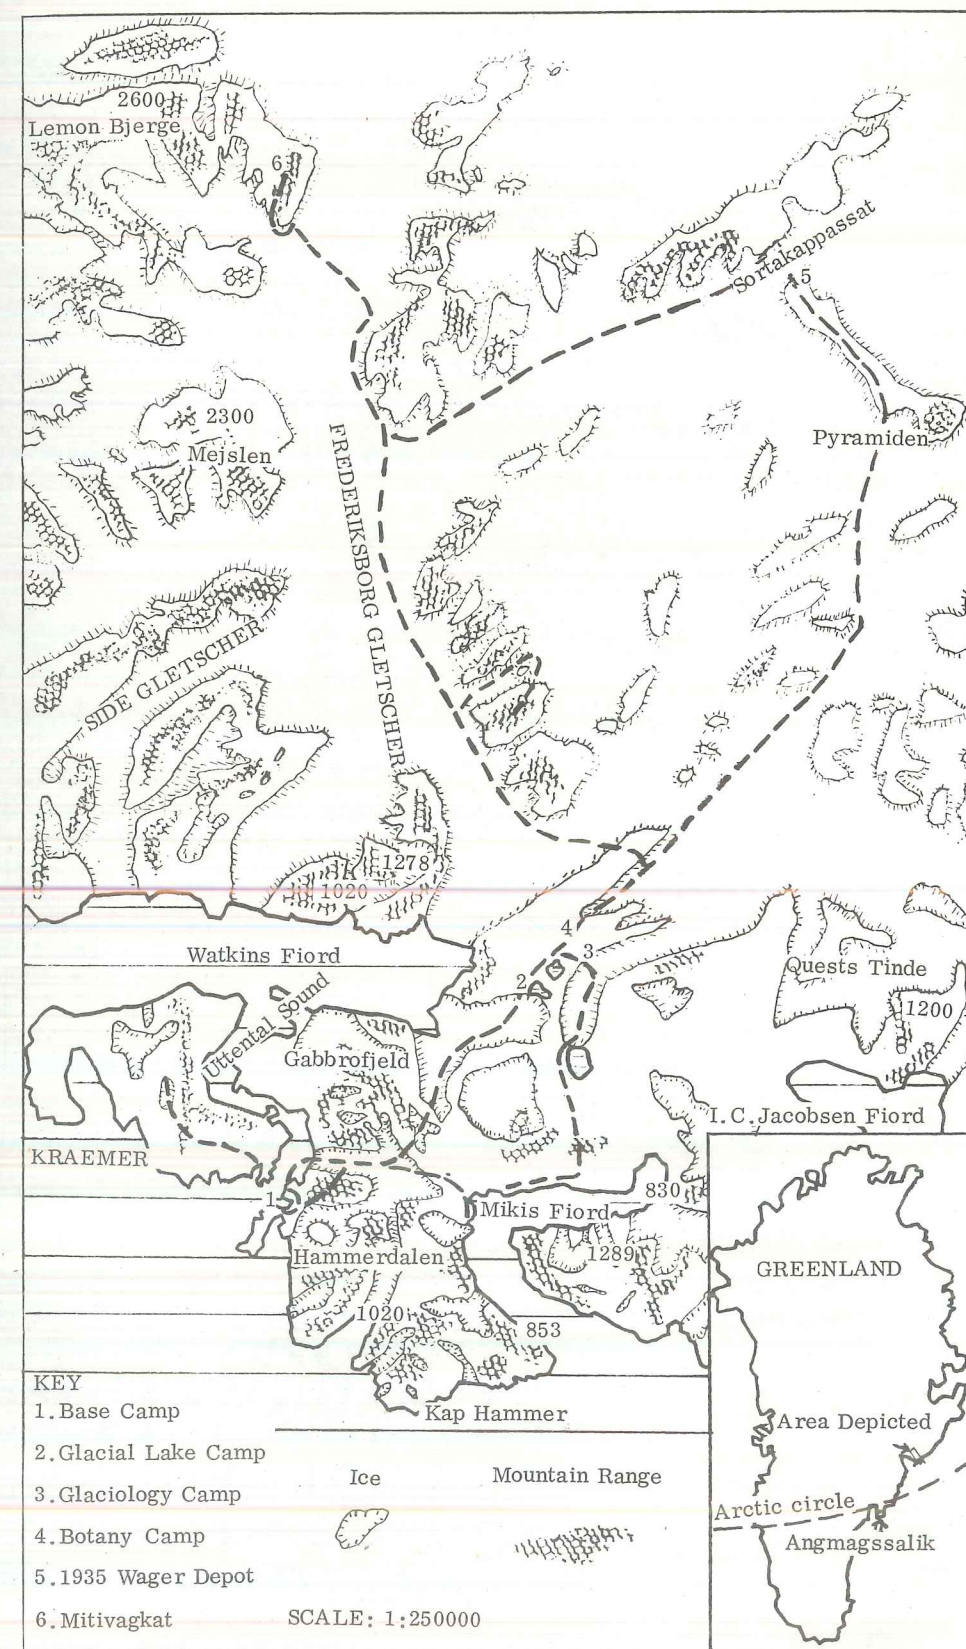 2600
Lemon Bjerge
6
Sortakappassat
5
2300
Mejslen
Pyramiden
FREDERIKSBORG GLETSCHER
SIDE GLETSCHER
1278
1020
4
Watkins Fiord
3
2
Quests Tinde
1200
Uttental Sound
Gabbrofjeld
I.C.Jacobsen Fiord
KRAEMER
1
830
Mikis Fiord
1289
Hammerdalen
1020
853
GREENLAND
Area Depicted
Arctic circle
Angmagssalik
Kap Hammer
KEY
1.Base Camp
2.Glacial Lake Camp
3.Glaciology Camp
4.Botany Camp
5.1935 Wager Depot
6.Mitivagkat
Ice
Mountain Range
SCALE: 1:250000